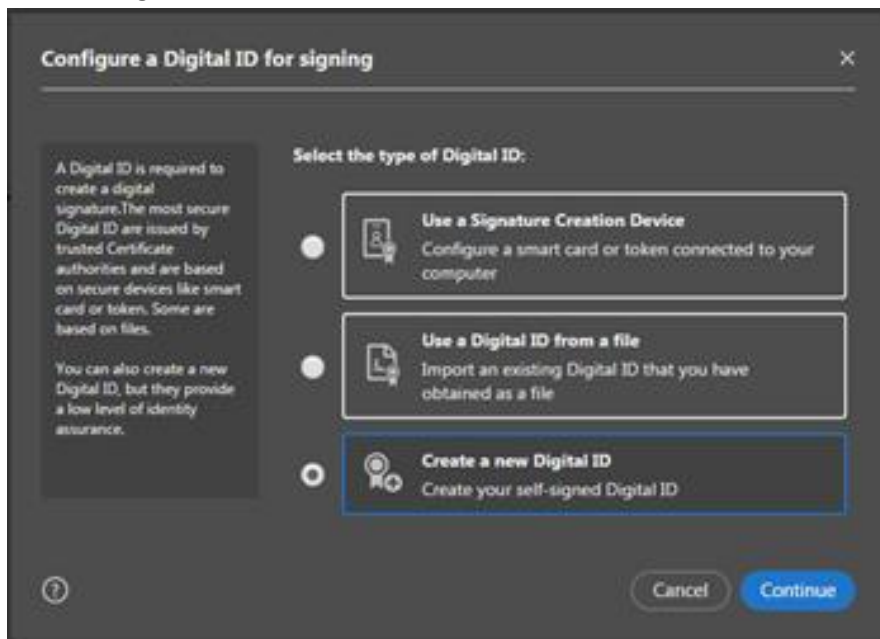 Configure a Digital ID for signing
A Digital ID is required to
create a digital
signature.The most secure
Digital ID are issued by
trusted Certificate
authorities and are based
on secure devices like smart
card or token. Some are
based on files.
You can also create a new
Digital ID, but they provide
a low level of identity
assurance.
Select the type of Digital ID:
Use a Signature Creation Device
Configure a smart card or token connected to your
computer
Use a Digital ID from a file
Import an existing Digital ID that you have
obtained as a file
Create a new Digital ID
Create your self-signed Digital ID
Cancel
Continue